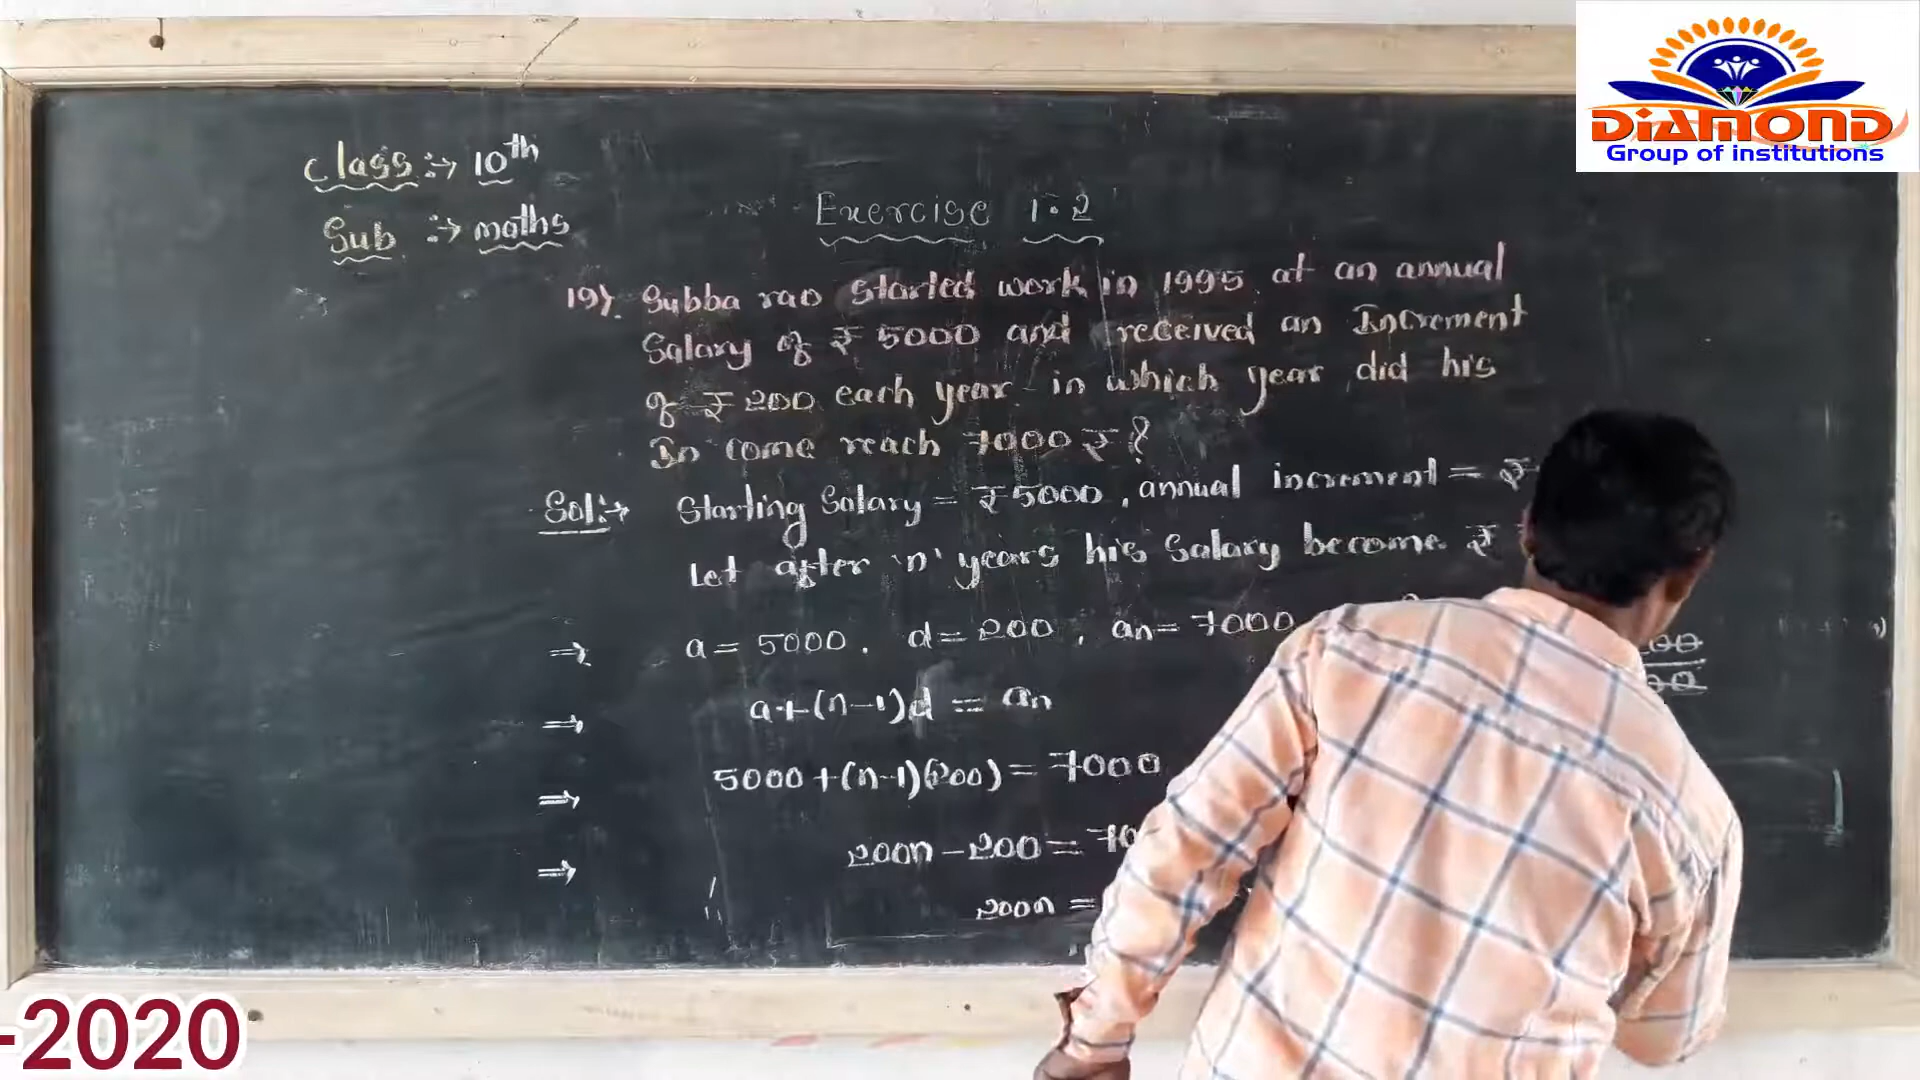 DiAMOND
Group of institutions
Class :→ 10th
Sub :→ maths
Exercise 1.2
19). Subba rao started work in 1995 at an annual
Salary of ₹ 5000 and received an Increment
of ₹ 200 each year in which year did his
In come reach 7000 ₹ ?
Sol:→ Starting Salary = ₹ 5000, annual increment = ₹
Let after 'n' years his salary become ₹
⇒ a = 5000, d = 200, an = 7000
⇒ a+(n-1)d = an
⇒ 5000+(n-1)(200) = 7000
⇒ 200n - 200 = 70
200n =
-2020